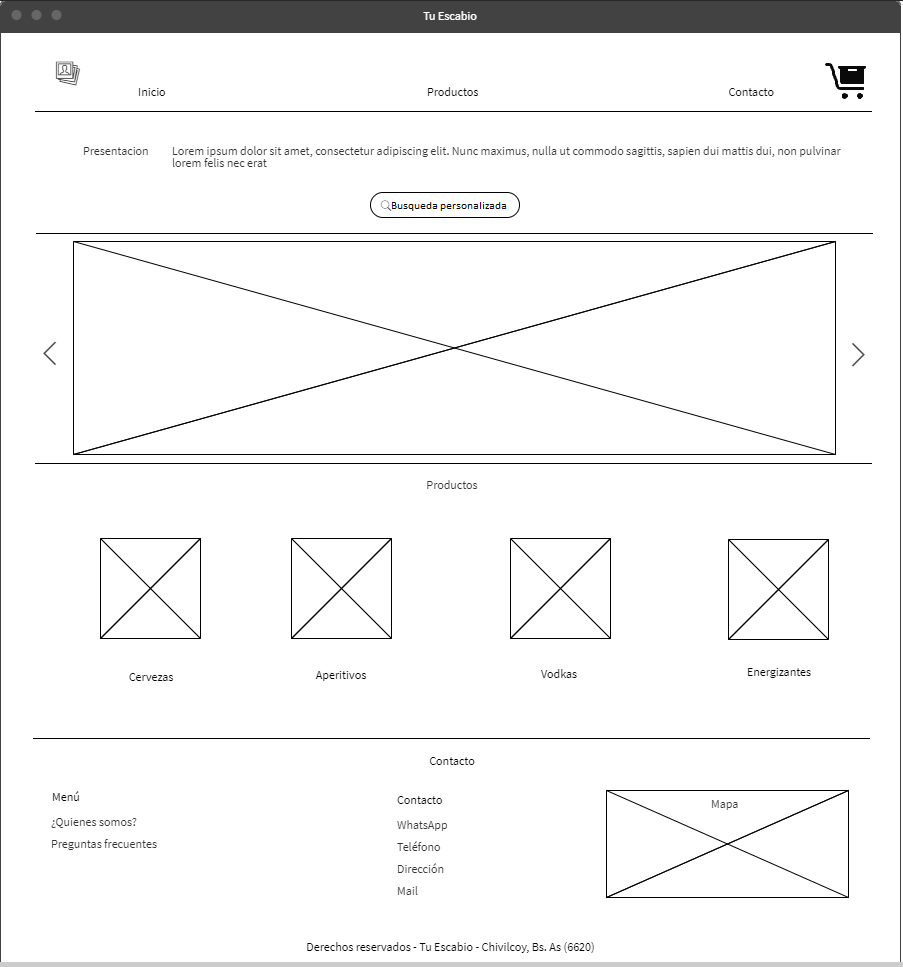 Tu Escabio
Inicio
Productos
Contacto
Presentacion
Lorem ipsum dolor sit amet, consectetur adipiscing elit. Nunc maximus, nulla ut commodo sagittis, sapien dui mattis dui, non pulvinar
lorem felis nec erat
Busqueda personalizada
Productos
Cervezas
Aperitivos
Vodkas
Energizantes
Contacto
Menú
¿Quienes somos?
Preguntas frecuentes
Contacto
WhatsApp
Teléfono
Dirección
Mail
Mapa
Derechos reservados - Tu Escabio - Chivilcoy, Bs. As (6620)